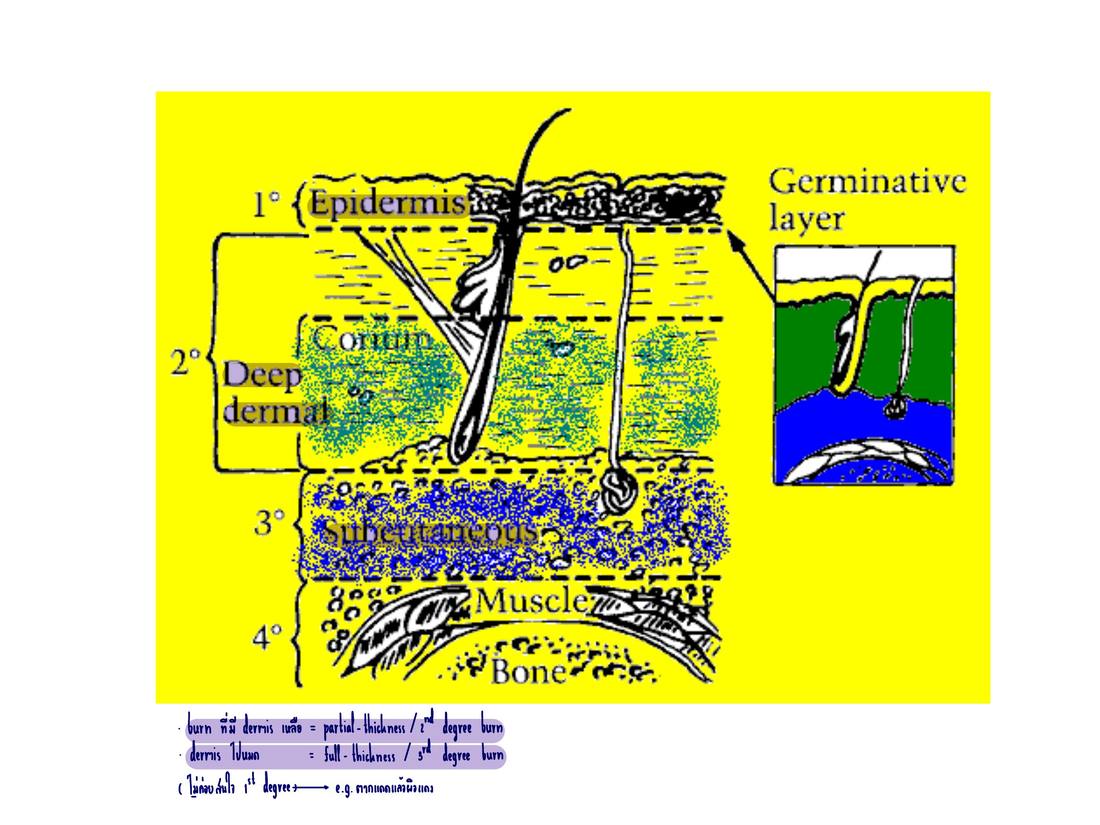 Germinative
layer
1° Epidermis
2°
Corium
Deep
dermal
3° Subcutaneous
4°
Muscle
Bone
· burn ที่มี dermis เหลือ = partial-thickness / 2nd degree burn
· dermis ไปหมด = full-thickness / 3rd degree burn
( ไม่ค่อยสนใจ 1st degree) → e.g. ตากแดดแล้วผิวแดง